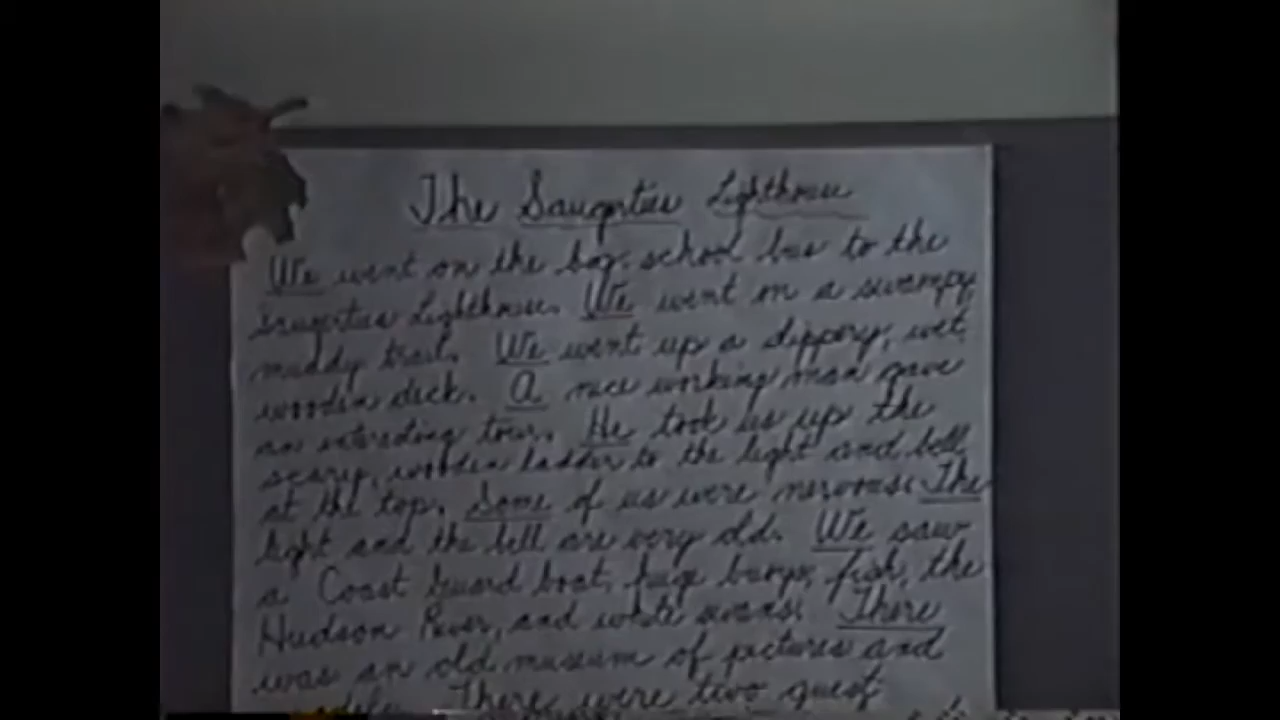 The Saugerties Lighthouse
We went on the big school bus to the
Saugerties Lighthouse. We went on a swampy,
muddy trail. We went up a slippery, wet
wooden deck. A nice working man gave
an interesting tour. He took us up the
scary, wooden ladder to the light and bell
at the top. Some of us were nervous. The
light and the bell are very old. We saw
a Coast Guard boat, huge buoys, fish, the
Hudson River, and white swans. There
was an old museum of pictures and
There were two guest